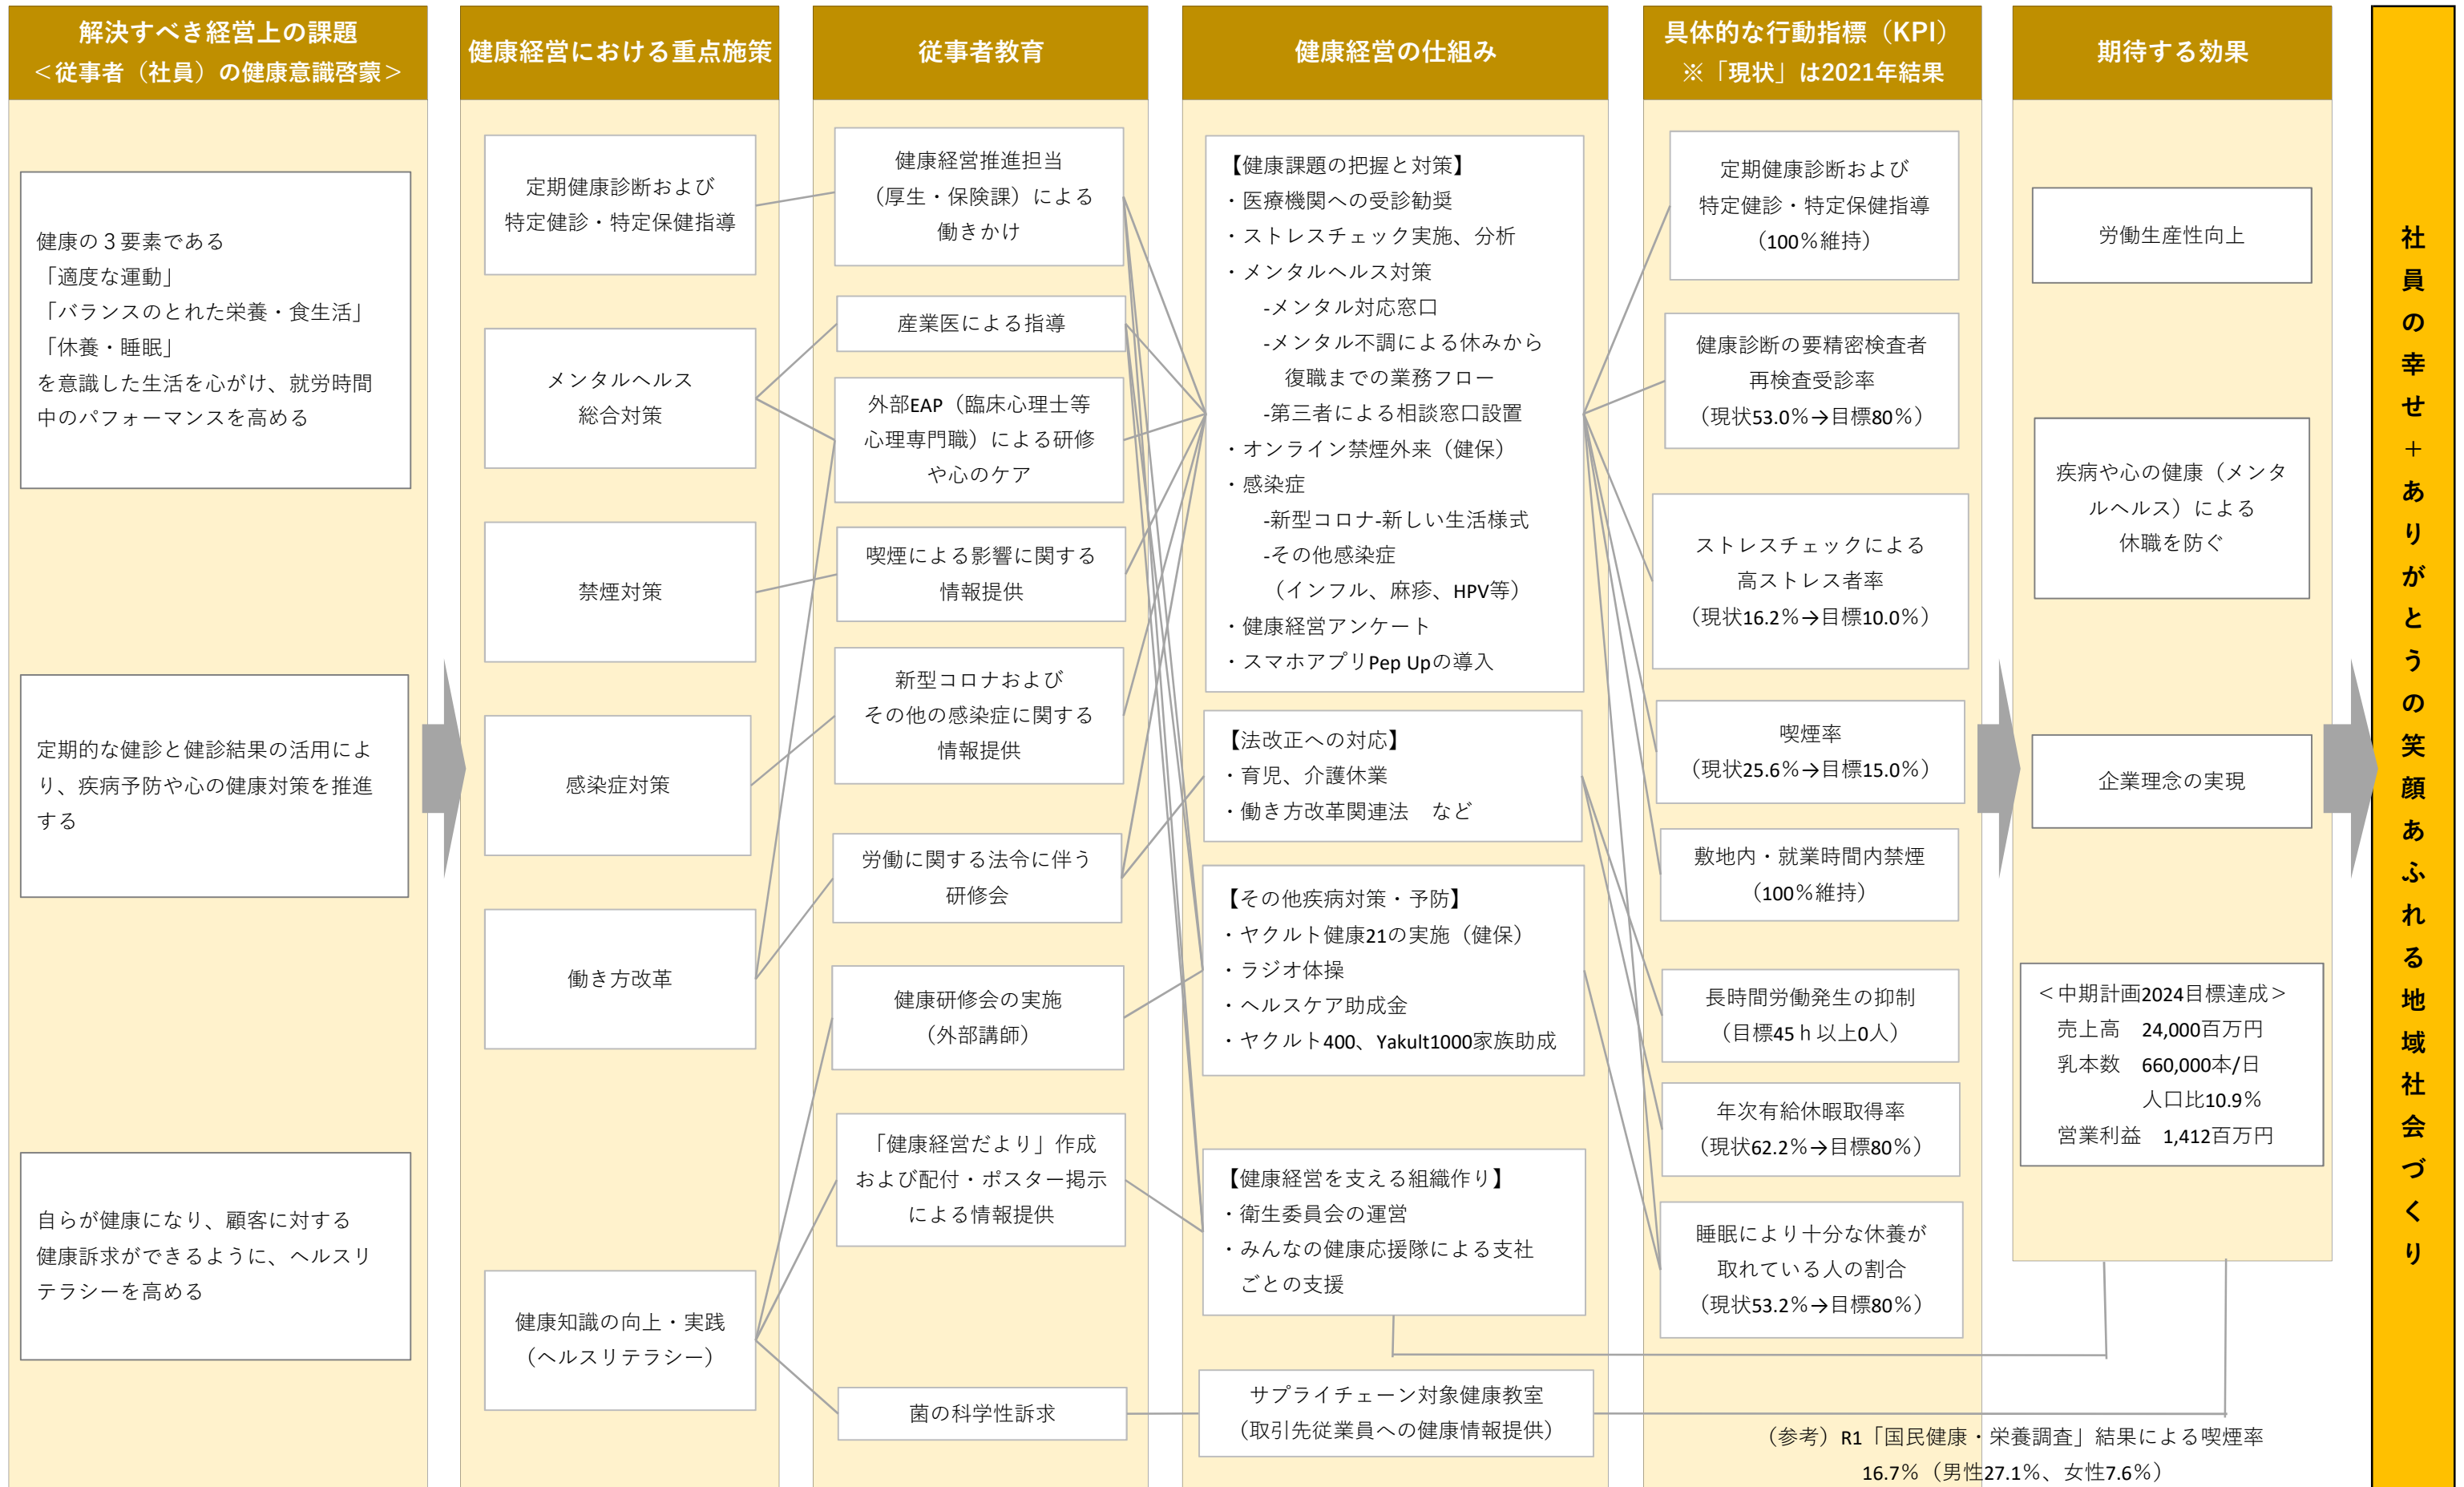 解決すべき経営上の課題
＜従事者（社員）の健康意識啓蒙＞
健康の３要素である
「適度な運動」
「バランスのとれた栄養・食生活」
「休養・睡眠」
を意識した生活を心がけ、就労時間
中のパフォーマンスを高める
定期的な健診と健診結果の活用によ
り、疾病予防や心の健康対策を推進
する
自らが健康になり、顧客に対する
健康訴求ができるように、ヘルスリ
テラシーを高める
健康経営における重点施策
定期健康診断および
特定健診・特定保健指導
メンタルヘルス
総合対策
禁煙対策
感染症対策
働き方改革
健康知識の向上・実践
（ヘルスリテラシー）
従事者教育
健康経営推進担当
（厚生・保険課）による
働きかけ
産業医による指導
外部EAP（臨床心理士等
心理専門職）による研修
や心のケア
喫煙による影響に関する
情報提供
新型コロナおよび
その他の感染症に関する
情報提供
労働に関する法令に伴う
研修会
健康研修会の実施
（外部講師）
「健康経営だより」作成
および配付・ポスター掲示
による情報提供
菌の科学性訴求
健康経営の仕組み
【健康課題の把握と対策】
・医療機関への受診勧奨
・ストレスチェック実施、分析
・メンタルヘルス対策
-メンタル対応窓口
-メンタル不調による休みから
復職までの業務フロー
-第三者による相談窓口設置
・オンライン禁煙外来（健保）
・感染症
-新型コロナ-新しい生活様式
-その他感染症
（インフル、麻疹、HPV等）
・健康経営アンケート
・スマホアプリPep Upの導入
【法改正への対応】
・育児、介護休業
・働き方改革関連法　など
【その他疾病対策・予防】
・ヤクルト健康21の実施（健保）
・ラジオ体操
・ヘルスケア助成金
・ヤクルト400、Yakult1000家族助成
【健康経営を支える組織作り】
・衛生委員会の運営
・みんなの健康応援隊による支社
ごとの支援
サプライチェーン対象健康教室
（取引先従業員への健康情報提供）
具体的な行動指標（KPI）
※「現状」は2021年結果
定期健康診断および
特定健診・特定保健指導
（100％維持）
健康診断の要精密検査者
再検査受診率
（現状53.0％→目標80％）
ストレスチェックによる
高ストレス者率
（現状16.2％→目標10.0％）
喫煙率
（現状25.6％→目標15.0％）
敷地内・就業時間内禁煙
（100％維持）
長時間労働発生の抑制
（目標45ｈ以上0人）
年次有給休暇取得率
（現状62.2％→目標80％）
睡眠により十分な休養が
取れている人の割合
（現状53.2％→目標80％）
期待する効果
労働生産性向上
疾病や心の健康（メンタ
ルヘルス）による
休職を防ぐ
企業理念の実現
＜中期計画2024目標達成＞
売上高　24,000百万円
乳本数　660,000本/日
人口比10.9％
営業利益　1,412百万円
（参考）R1「国民健康・栄養調査」結果による喫煙率
16.7％（男性27.1％、女性7.6％）
社員の幸せ＋ありがとうの笑顔あふれる地域社会づくり